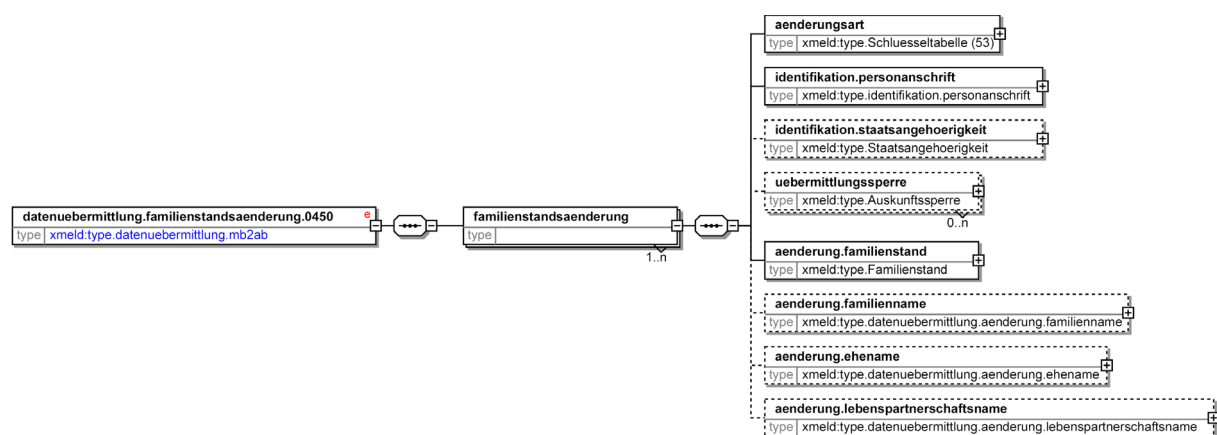 aenderungsart
type xmeld:type.Schluesseltabelle (53)
identifikation.personanschrift
type xmeld:type.identifikation.personanschrift
identifikation.staatsangehoerigkeit
type xmeld:type.Staatsangehoerigkeit
uebermittlungssperre
type xmeld:type.Auskunftssperre
0..n
datenuebermittlung.familienstandsaenderung.0450 e
type xmeld:type.datenuebermittlung.mb2ab
familienstandsaenderung
type
1..n
aenderung.familienstand
type xmeld:type.Familienstand
aenderung.familienname
type xmeld:type.datenuebermittlung.aenderung.familienname
aenderung.ehename
type xmeld:type.datenuebermittlung.aenderung.ehename
aenderung.lebenspartnerschaftsname
type xmeld:type.datenuebermittlung.aenderung.lebenspartnerschaftsname